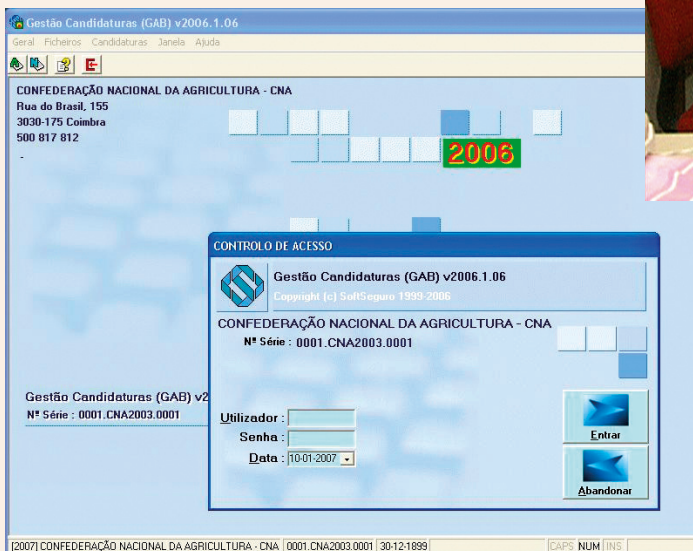 Gestão Candidaturas (GAB) v2006.1.06
Geral Ficheiros Candidaturas Janela Ajuda
CONFEDERAÇÃO NACIONAL DA AGRICULTURA - CNA
Rua do Brasil, 155
3030-175 Coimbra
500 817 812
-
2006
CONTROLO DE ACESSO
Gestão Candidaturas (GAB) v2006.1.06
Copyright (c) SoftSeguro 1999-2006
CONFEDERAÇÃO NACIONAL DA AGRICULTURA - CNA
Nº Série : 0001.CNA2003.0001
Gestão Candidaturas (GAB) v2
Nº Série : 0001.CNA2003.0001
Utilizador :
Senha :
Data : 10-01-2007
Entrar
Abandonar
[2007] CONFEDERAÇÃO NACIONAL DA AGRICULTURA - CNA 0001.CNA2003.0001 30-12-1899 CAPS NUM INS